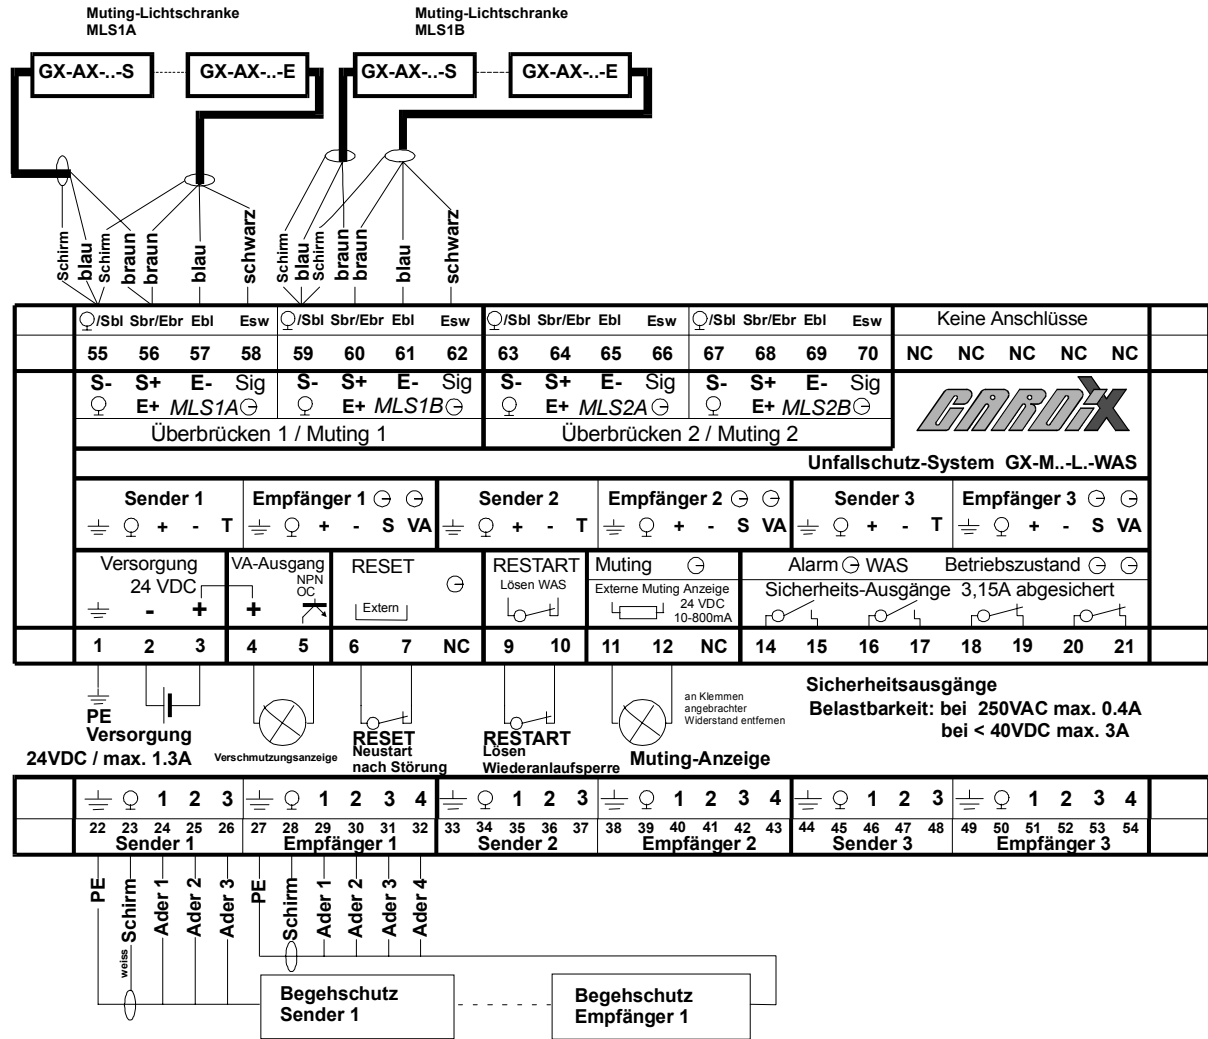 Muting-Lichtschranke Muting-Lichtschranke
MLS1A MLS1B
GX-AX-..-S GX-AX-..-E GX-AX-..-S GX-AX-..-E
Schirm blau Schirm braun braun blau schwarz Schirm blau Schirm braun braun blau schwarz
/Sbl Sbr/Ebr Ebl Esw /Sbl Sbr/Ebr Ebl Esw /Sbl Sbr/Ebr Ebl Esw /Sbl Sbr/Ebr Ebl Esw Keine Anschlüsse
55 56 57 58 59 60 61 62 63 64 65 66 67 68 69 70 NC NC NC NC NC
S- S+ E- Sig S- S+ E- Sig S- S+ E- Sig S- S+ E- Sig
E+ MLS1A E+ MLS1B E+ MLS2A E+ MLS2B
GARDIX
Überbrücken 1 / Muting 1 Überbrücken 2 / Muting 2
Unfallschutz-System GX-M..-L.-WAS
Sender 1 Empfänger 1 Sender 2 Empfänger 2 Sender 3 Empfänger 3
+ - T + - S VA + - T + - S VA + - T + - S VA
Versorgung VA-Ausgang RESET RESTART Muting Alarm WAS Betriebszustand
24 VDC NPN Lösen WAS Externe Muting Anzeige Sicherheits-Ausgänge 3,15A abgesichert
OC
- + + Extern 24 VDC
10-800mA
1 2 3 4 5 6 7 NC 9 10 11 12 NC 14 15 16 17 18 19 20 21
PE
Versorgung
24VDC / max. 1.3A
Verschmutzungsanzeige
RESET
Neustart
nach Störung
RESTART
Lösen
Wiederanlaufsperre
an Klemmen
angebrachter
Widerstand entfernen
Muting-Anzeige
Sicherheitsausgänge
Belastbarkeit: bei 250VAC max. 0.4A
bei < 40VDC max. 3A
1 2 3 1 2 3 4 1 2 3 1 2 3 4 1 2 3 1 2 3 4
22 23 24 25 26 27 28 29 30 31 32 33 34 35 36 37 38 39 40 41 42 43 44 45 46 47 48 49 50 51 52 53 54
Sender 1 Empfänger 1 Sender 2 Empfänger 2 Sender 3 Empfänger 3
PE Schirm Ader 1 Ader 2 Ader 3 PE Schirm Ader 1 Ader 2 Ader 3 Ader 4
weiss
Begehschutz Begehschutz
Sender 1 Empfänger 1